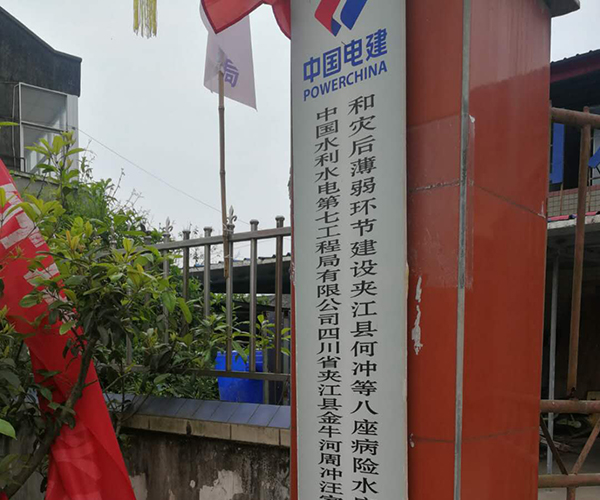 中国电建
POWERCHINA
中国水利水电第七工程局有限公司四川省夹江县金牛河周冲汪
和灾后薄弱环节建设夹江县何冲等八座病险水
局